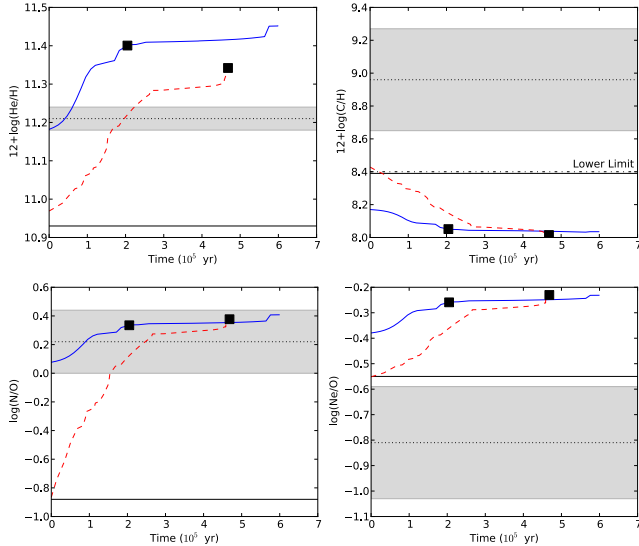 11.5
11.4
11.3
11.2
11.1
11.0
10.9
12+log(He/H)
0 1 2 3 4 5 6 7
Time (10⁵ yr)
9.4
9.2
9.0
8.8
8.6
8.4
8.2
8.0
12+log(C/H)
Lower Limit
0 1 2 3 4 5 6 7
Time (10⁵ yr)
0.6
0.4
0.2
0.0
−0.2
−0.4
−0.6
−0.8
−1.0
log(N/O)
0 1 2 3 4 5 6 7
Time (10⁵ yr)
−0.2
−0.3
−0.4
−0.5
−0.6
−0.7
−0.8
−0.9
−1.0
−1.1
log(Ne/O)
0 1 2 3 4 5 6 7
Time (10⁵ yr)